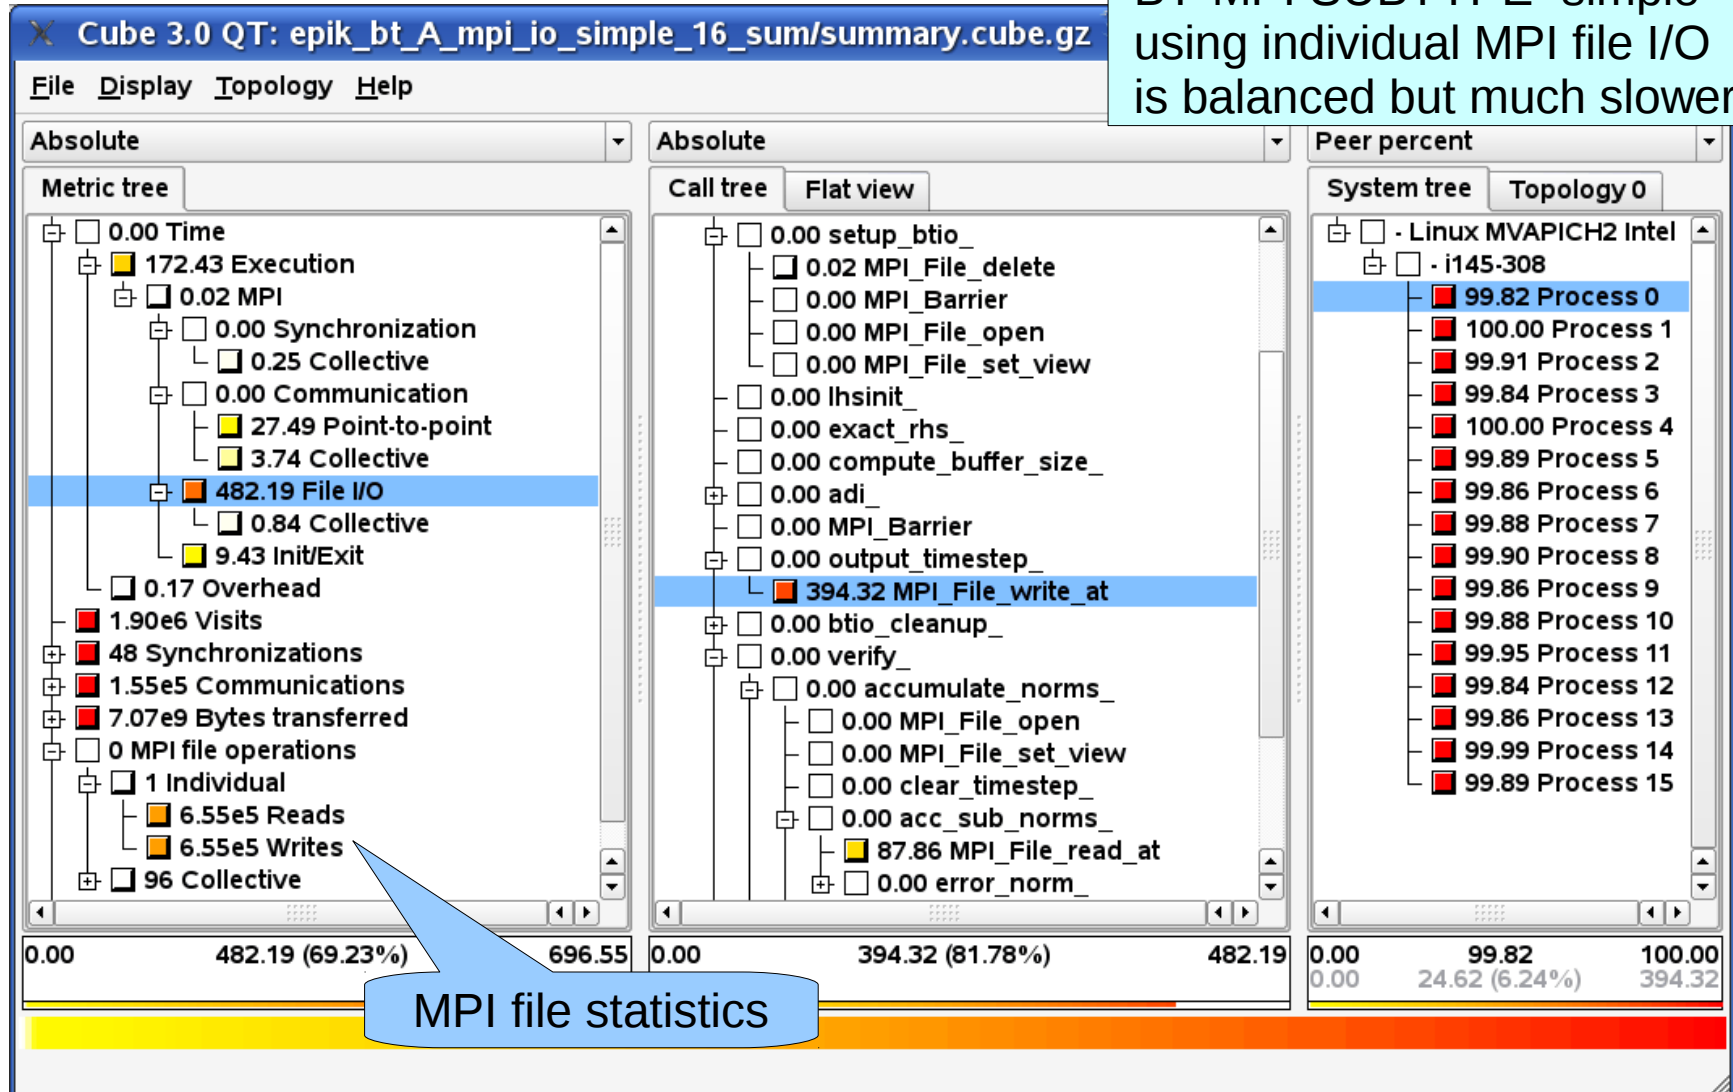 BT MPI SUBTYPE "simple"
using individual MPI file I/O
is balanced but much slower
Cube 3.0 QT: epik_bt_A_mpi_io_simple_16_sum/summary.cube.gz
File Display Topology Help
Absolute
Metric tree
0.00 Time
172.43 Execution
0.02 MPI
0.00 Synchronization
0.25 Collective
0.00 Communication
27.49 Point-to-point
3.74 Collective
482.19 File I/O
0.84 Collective
9.43 Init/Exit
0.17 Overhead
1.90e6 Visits
48 Synchronizations
1.55e5 Communications
7.07e9 Bytes transferred
0 MPI file operations
1 Individual
6.55e5 Reads
6.55e5 Writes
96 Collective
0.00 482.19 (69.23%) 696.55
Absolute
Call tree Flat view
0.00 setup_btio_
0.02 MPI_File_delete
0.00 MPI_Barrier
0.00 MPI_File_open
0.00 MPI_File_set_view
0.00 lhsinit_
0.00 exact_rhs_
0.00 compute_buffer_size_
0.00 adi_
0.00 MPI_Barrier
0.00 output_timestep_
394.32 MPI_File_write_at
0.00 btio_cleanup_
0.00 verify_
0.00 accumulate_norms_
0.00 MPI_File_open
0.00 MPI_File_set_view
0.00 clear_timestep_
0.00 acc_sub_norms_
87.86 MPI_File_read_at
0.00 error_norm_
0.00 394.32 (81.78%) 482.19
Peer percent
System tree Topology 0
- Linux MVAPICH2 Intel
- i145-308
99.82 Process 0
100.00 Process 1
99.91 Process 2
99.84 Process 3
100.00 Process 4
99.89 Process 5
99.86 Process 6
99.88 Process 7
99.90 Process 8
99.86 Process 9
99.88 Process 10
99.95 Process 11
99.84 Process 12
99.86 Process 13
99.99 Process 14
99.89 Process 15
0.00 99.82 100.00
0.00 24.62 (6.24%) 394.32
MPI file statistics